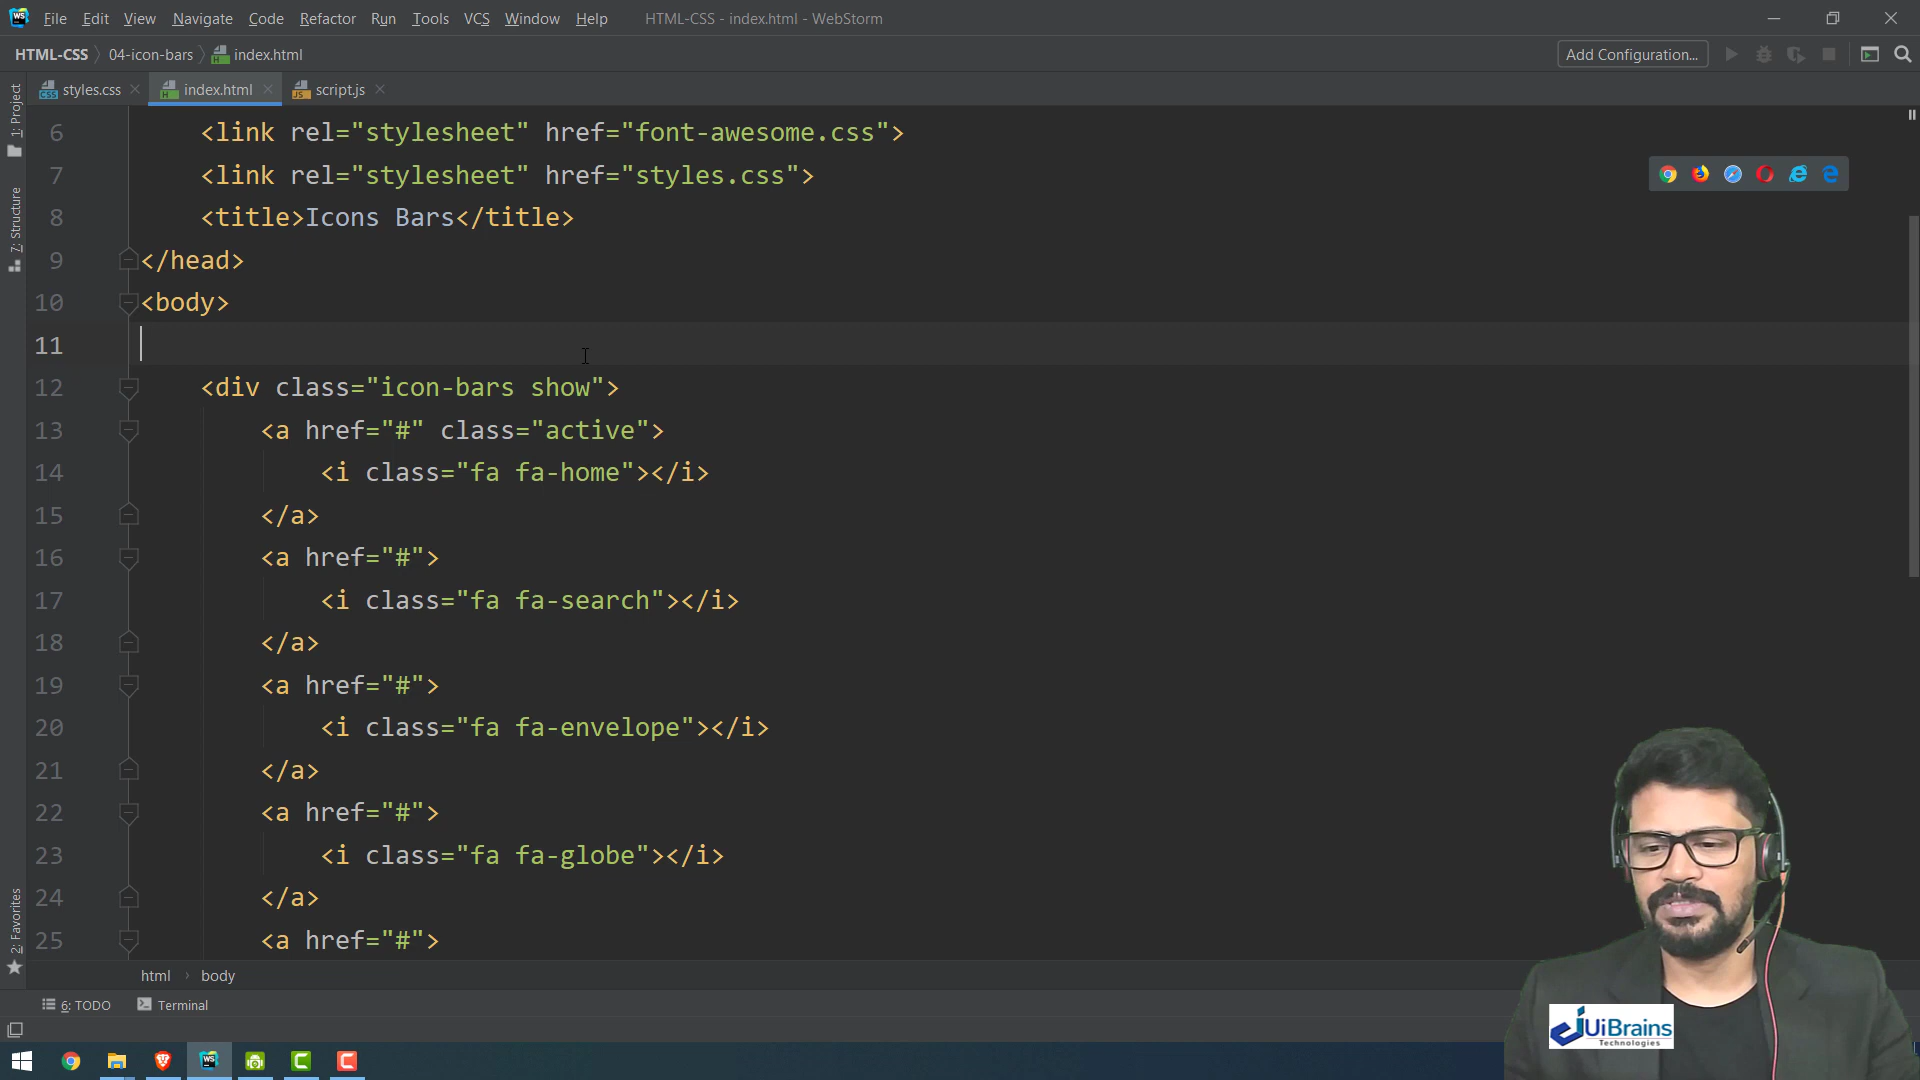 File Edit View Navigate Code Refactor Run Tools VCS Window Help HTML-CSS - index.html - WebStorm
HTML-CSS 04-icon-bars index.html Add Configuration...
styles.css index.html script.js
1: Project
7: Structure
2: Favorites
6 <link rel="stylesheet" href="font-awesome.css">
7 <link rel="stylesheet" href="styles.css">
8 <title>Icons Bars</title>
9 </head>
10 <body>
11
12 <div class="icon-bars show">
13 <a href="#" class="active">
14 <i class="fa fa-home"></i>
15 </a>
16 <a href="#">
17 <i class="fa fa-search"></i>
18 </a>
19 <a href="#">
20 <i class="fa fa-envelope"></i>
21 </a>
22 <a href="#">
23 <i class="fa fa-globe"></i>
24 </a>
25 <a href="#">
html body
6: TODO Terminal
UiBrains
Technologies